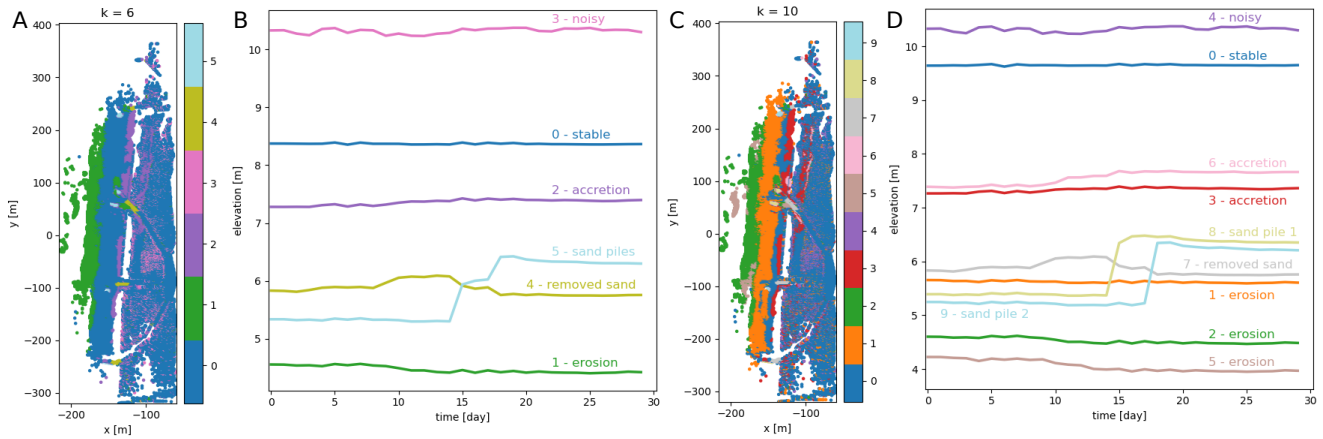 A
k = 6
400
300
200
100
0
−100
−200
−300
y [m]
−200
−100
x [m]
5
4
3
2
1
0
B
3 - noisy
0 - stable
2 - accretion
5 - sand piles
4 - removed sand
1 - erosion
10
9
8
7
6
5
elevation [m]
0
5
10
15
20
25
30
time [day]
C
k = 10
400
300
200
100
0
−100
−200
−300
y [m]
−200
−100
x [m]
9
8
7
6
5
4
3
2
1
0
D
4 - noisy
0 - stable
6 - accretion
3 - accretion
8 - sand pile 1
7 - removed sand
1 - erosion
9 - sand pile 2
2 - erosion
5 - erosion
10
9
8
7
6
5
4
elevation [m]
0
5
10
15
20
25
30
time [day]